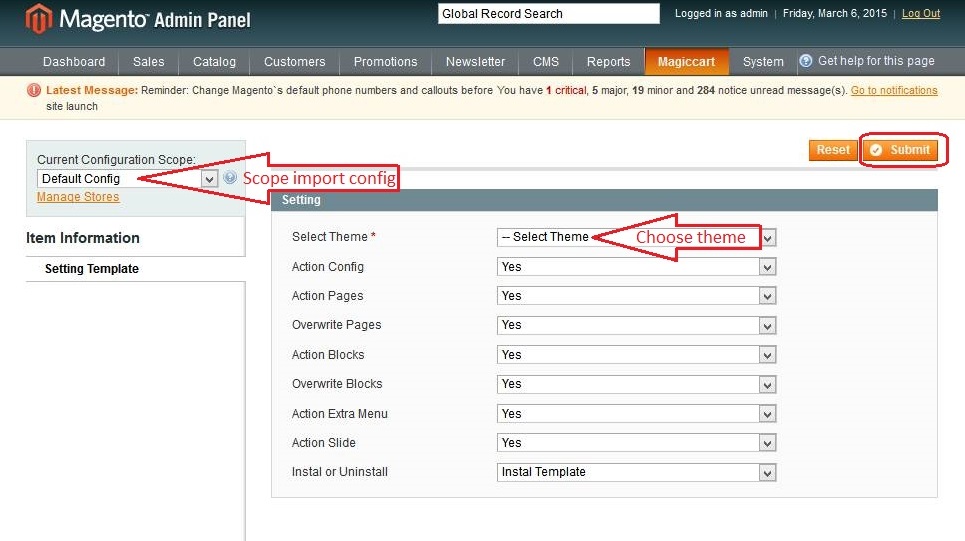 Magento Admin Panel
Global Record Search
Logged in as admin | Friday, March 6, 2015 | Log Out
Dashboard Sales Catalog Customers Promotions Newsletter CMS Reports Magiccart System Get help for this page
Latest Message: Reminder: Change Magento`s default phone numbers and callouts before You have 1 critical, 5 major, 19 minor and 284 notice unread message(s). Go to notifications
site launch
Current Configuration Scope:
Default Config
Manage Stores
Scope import config
Reset Submit
Item Information
Setting Template
Setting
Select Theme * -- Select Theme Choose theme
Action Config Yes
Action Pages Yes
Overwrite Pages Yes
Action Blocks Yes
Overwrite Blocks Yes
Action Extra Menu Yes
Action Slide Yes
Instal or Uninstall Instal Template